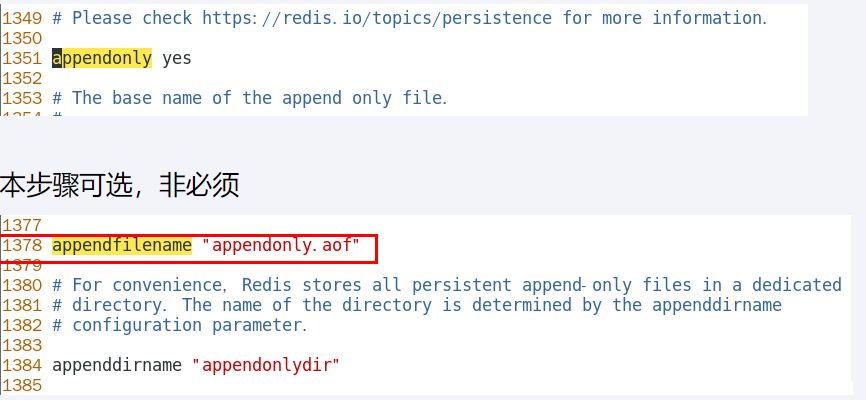 1349 # Please check https://redis.io/topics/persistence for more information.
1350
1351 appendonly yes
1352
1353 # The base name of the append only file.
1354 #
本步骤可选，非必须
1377
1378 appendfilename "appendonly.aof"
1379
1380 # For convenience, Redis stores all persistent append-only files in a dedicated
1381 # directory. The name of the directory is determined by the appenddirname
1382 # configuration parameter.
1383
1384 appenddirname "appendonlydir"
1385